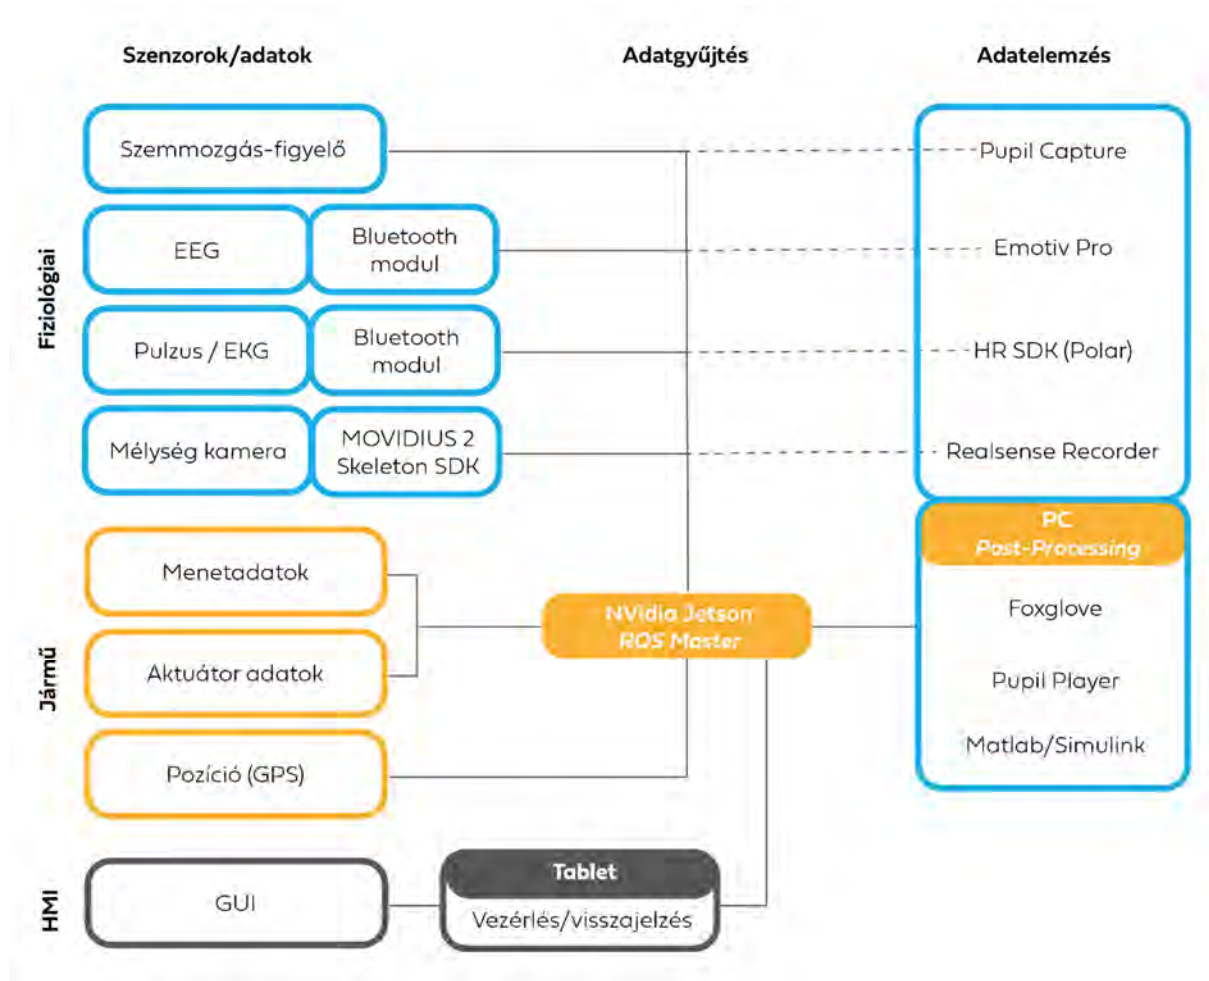 Szenzorok/adatok
Adatgyűjtés
Adatelemzés
Fiziológiai
Szemmozgás-figyelő
Pupil Capture
EEG
Bluetooth
modul
Emotiv Pro
Pulzus / EKG
Bluetooth
modul
HR SDK (Polar)
Mélység kamera
MOVIDIUS 2
Skeleton SDK
Realsense Recorder
PC
Post-Processing
Jármű
Menetadatok
NVidia Jetson
ROS Master
Foxglove
Aktuátor adatok
Pupil Player
Pozíció (GPS)
Matlab/Simulink
HMI
GUI
Tablet
Vezérlés/visszajelzés